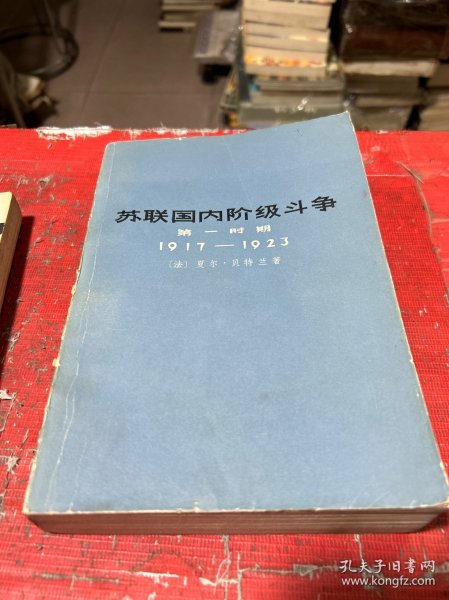 苏联国内阶级斗争
第一时期
1917—1923
〔法〕夏尔·贝特兰著
孔夫子旧书网
www.kongfz.com